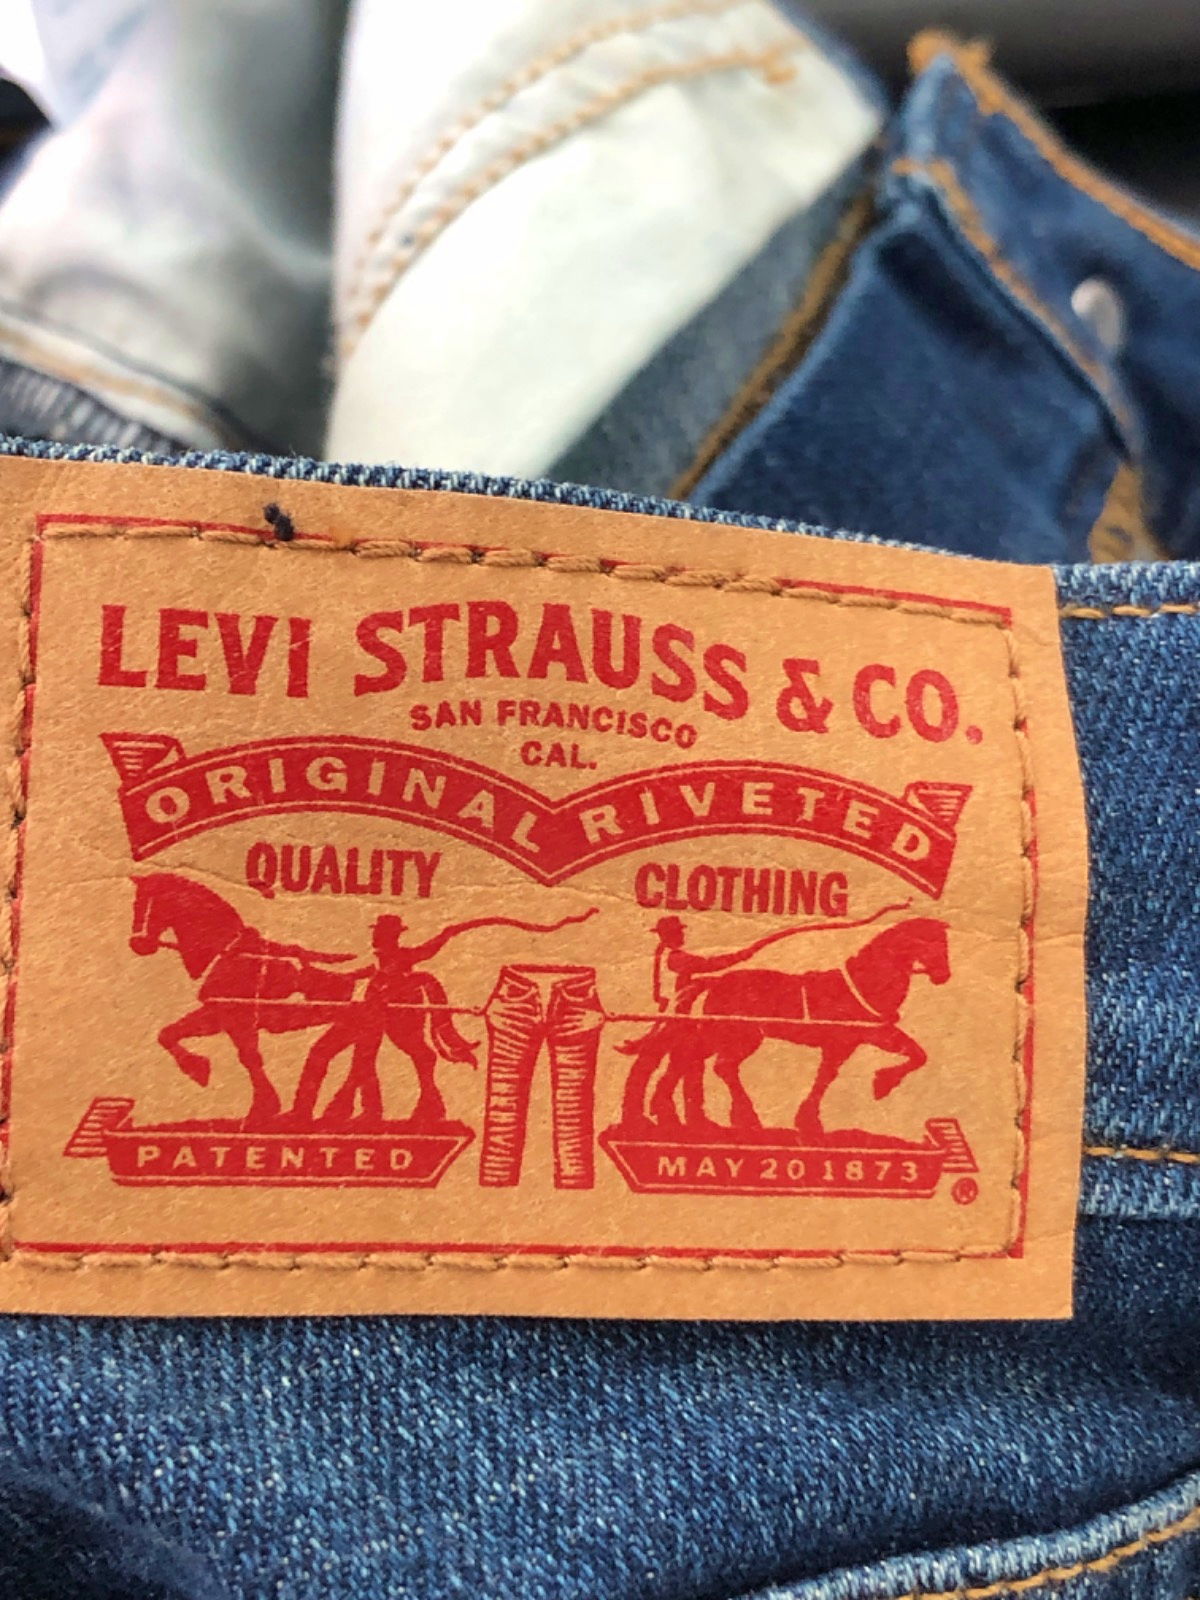 LEVI STRAUSS & CO.
SAN FRANCISCO
CAL.
ORIGINAL RIVETED
QUALITY CLOTHING
PATENTED MAY 20 1873 ®